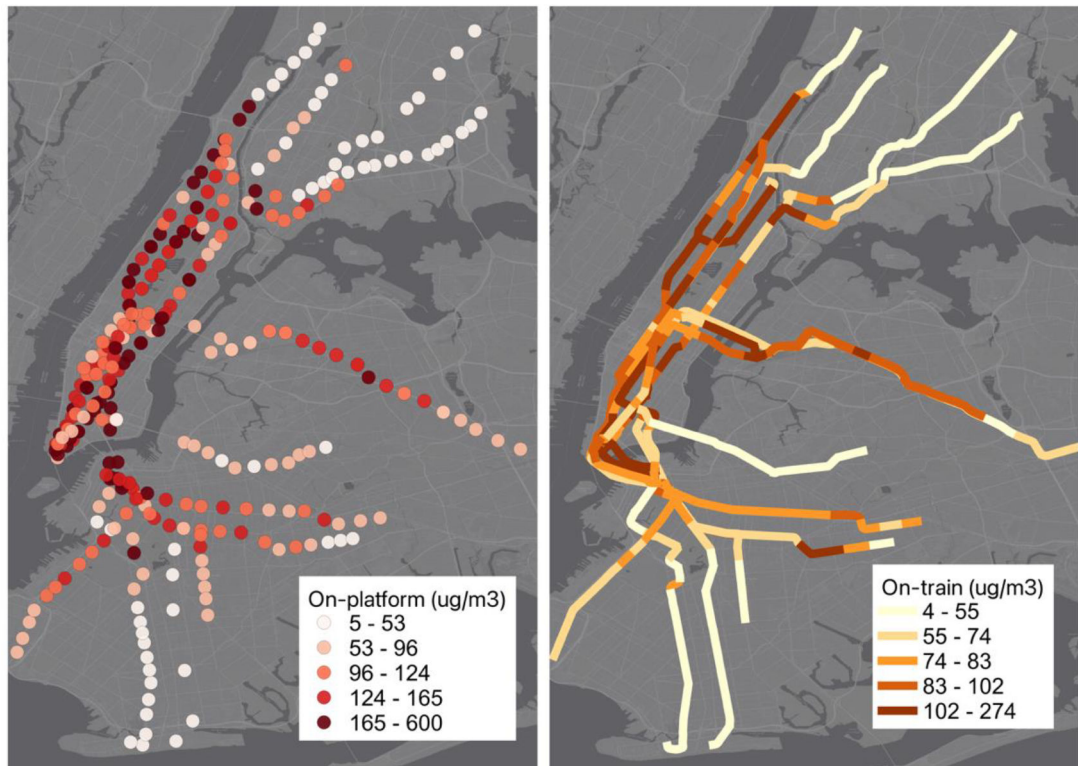 On-platform (ug/m3)
5 - 53
53 - 96
96 - 124
124 - 165
165 - 600
On-train (ug/m3)
4 - 55
55 - 74
74 - 83
83 - 102
102 - 274